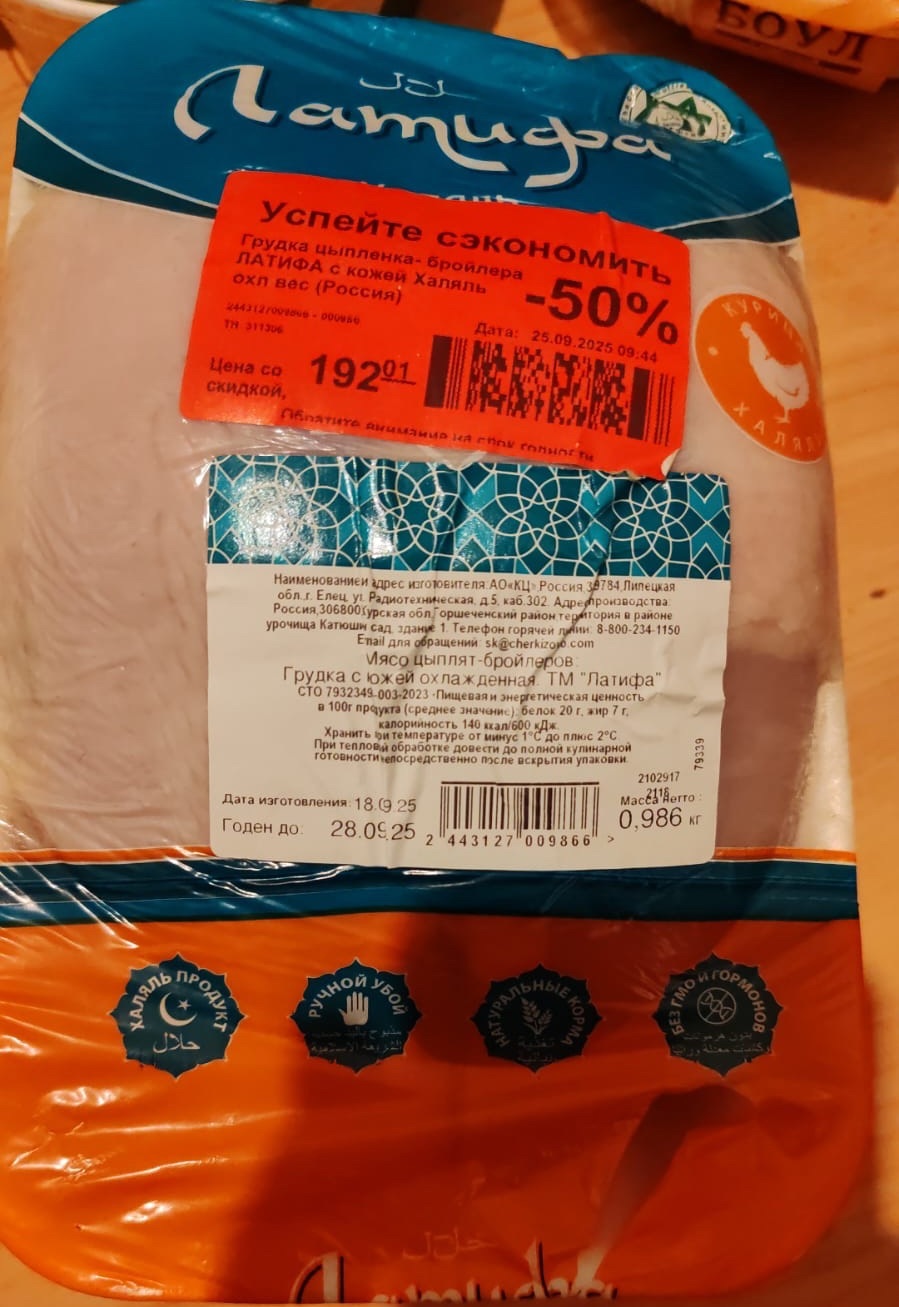 БОУЛ
حلال
Латифа
Успейте сэкономить
Грудка цыпленка- бройлера
ЛАТИФА с кожей Халяль
охл вес (Россия)
-50%
2443127009866 - 000986
ТН: 311306
Дата: 25.09.2025 09:44
Цена со
скидкой,
192 01
Обратите внимание на срок годности
ХАЛЯЛЬ
Наименование и адрес изготовителя: АО «КЦ» Россия,
обл., г. Елец, ул. Радиотехническая, д.5, каб.302. Адрес производства:
Россия,306800 Курская обл, Горшеченский район территория в районе
урочища Катюшин сад, здание 1. Телефон горячей линии: 8-800-234-1150
Email для обращений: sk@cherkizovo.com
Мясо цыплят-бройлеров:
Грудка с кожей охлажденная. ТМ "Латифа"
СТО 7932349-003-2023 Пищевая и энергетическая ценность
в 100г продукта (среднее значение): белок 20 г, жир 7 г,
калорийность 140 ккал/600 кДж.
Хранить при температуре от минус 1°C до плюс 2°C.
При тепловой обработке довести до полной кулинарной
готовности непосредственно после вскрытия упаковки.
79339
2102917
2118
Дата изготовления: 18.09.25
Масса нетто :
Годен до: 28.09.25
0,986 кг
2 443127 009866 >
ХАЛЯЛЬ ПРОДУКТ
حلال
РУЧНОЙ УБОЙ
НАТУРАЛЬНЫЕ КОРМА
БЕЗ ГМО И ГОРМОНОВ
حلال
Латифа